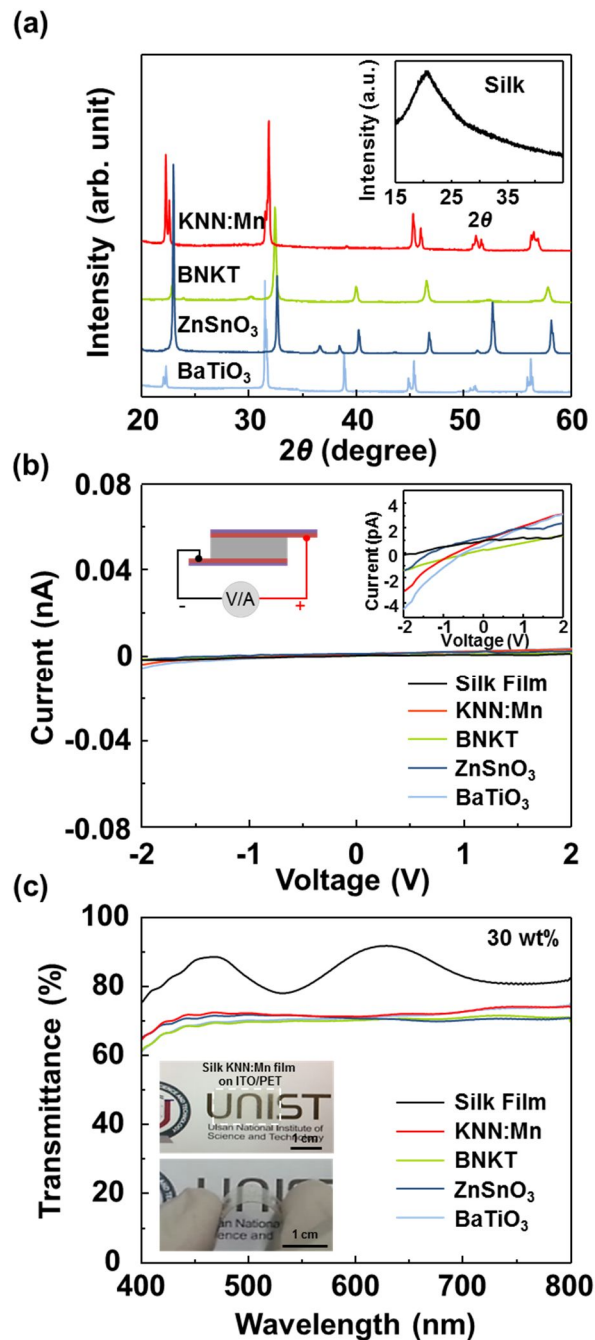 (a)
Intensity (arb. unit)
KNN:Mn
BNKT
ZnSnO₃
BaTiO₃
Intensity (a.u.)
Silk
15 25 35
2θ
20 30 40 50 60
2θ (degree)
(b)
Current (nA)
0.08
0.04
0
-0.04
-0.08
V/A
-
+
Current(pA)
4
2
0
-2
-4
-2 -1 0 1 2
Voltage (V)
Silk Film
KNN:Mn
BNKT
ZnSnO₃
BaTiO₃
-2 -1 0 1 2
Voltage (V)
(c)
Transmittance (%)
100
80
60
40
20
0
30 wt%
Silk KNN:Mn film
on ITO/PET
UNIST
Ulsan National Institute of
Science and Technology
1 cm
UNIST
san Nationa
cience and
1 cm
Silk Film
KNN:Mn
BNKT
ZnSnO₃
BaTiO₃
400 500 600 700 800
Wavelength (nm)